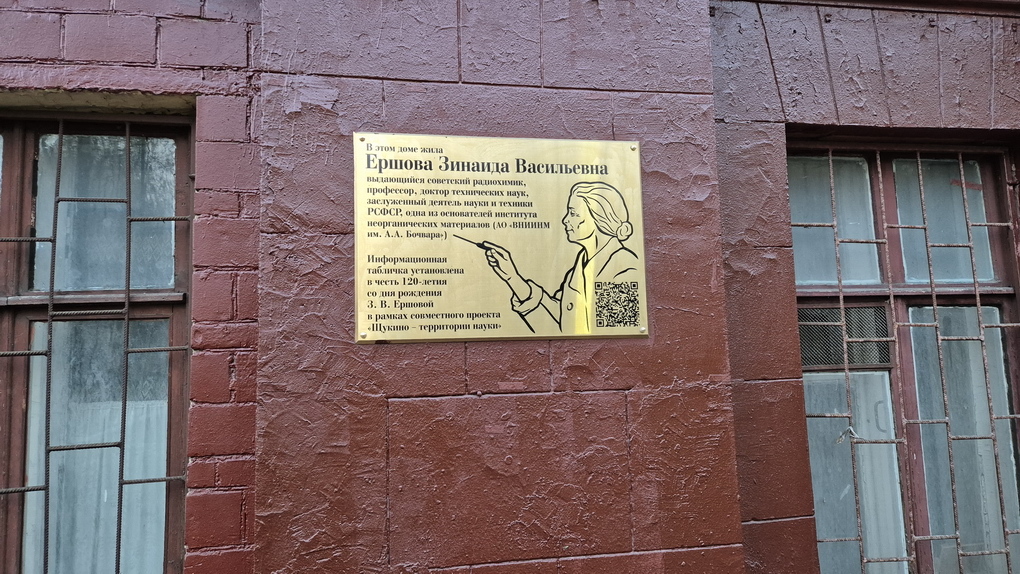 В этом доме жила
Ершова Зинаида Васильевна
выдающийся советский радиохимик,
профессор, доктор технических наук,
заслуженный деятель науки и техники
РСФСР, одна из основателей института
неорганических материалов (АО «ВНИИНМ
им. А.А. Бочвара»)
Информационная
табличка установлена
в честь 120-летия
со дня рождения
З. В. Ершовой
в рамках совместного проекта
«Щукино – территории науки»